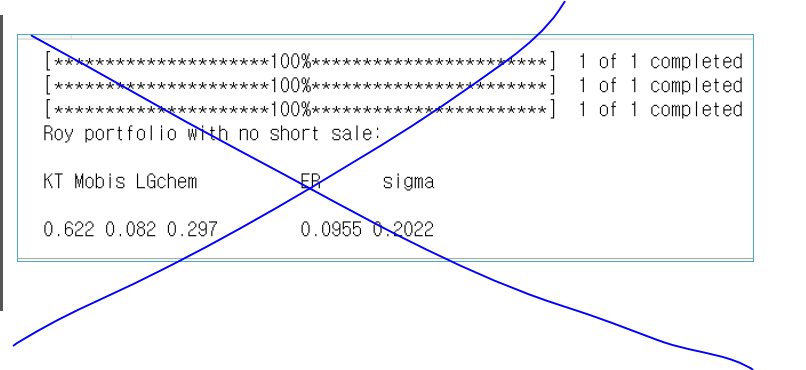 [*********************100%***********************]  1 of 1 completed
[*********************100%***********************]  1 of 1 completed
[*********************100%***********************]  1 of 1 completed
Roy portfolio with no short sale:
KT Mobis LGchem          ER      sigma
0.622 0.082 0.297        0.0955 0.2022